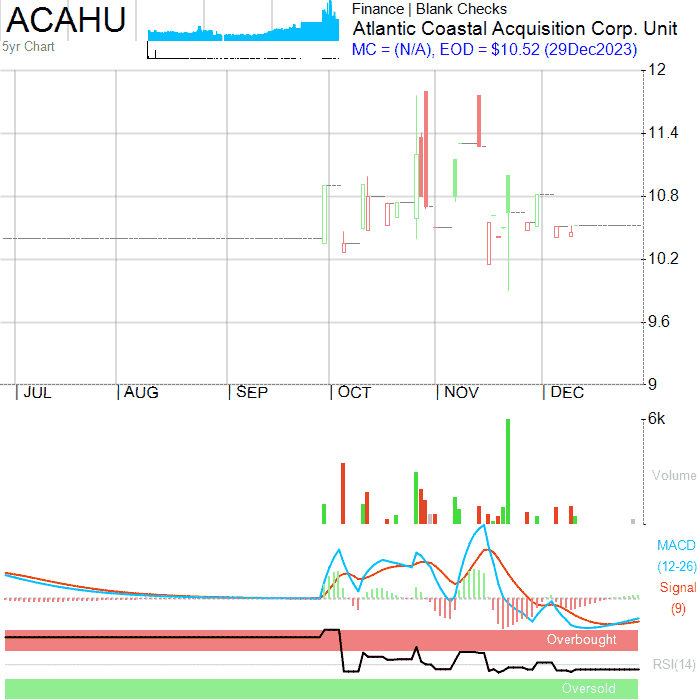 ACAHU
5yr Chart
Finance | Blank Checks
Atlantic Coastal Acquisition Corp. Unit
MC = (N/A), EOD = $10.52 (29Dec2023)
12
11.4
10.8
10.2
9.6
9
| JUL | AUG | SEP | OCT | NOV | DEC
6k
Volume
MACD
(12-26)
Signal
(9)
Overbought
RSI(14)
Oversold